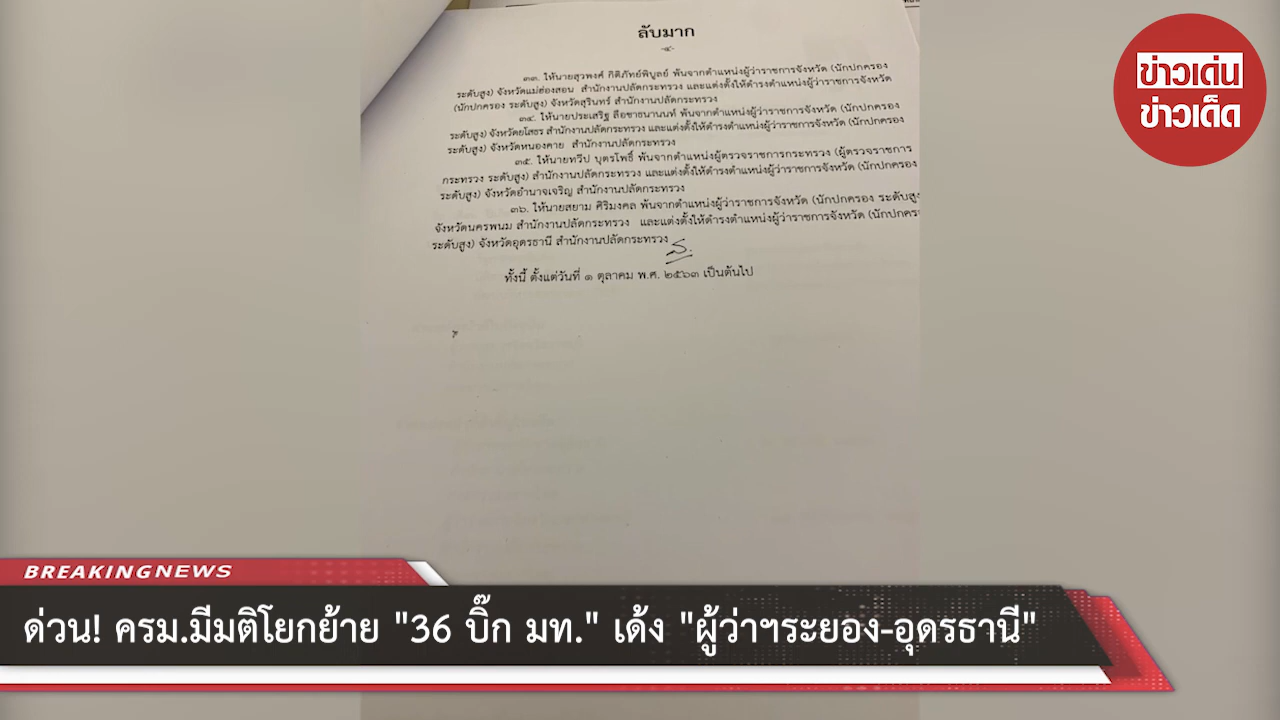 ลับมาก
-๔-
๓๓. ให้นายสุวพงศ์ กิติภัทย์พิบูลย์ พ้นจากตำแหน่งผู้ว่าราชการจังหวัด (นักปกครอง
ระดับสูง) จังหวัดแม่ฮ่องสอน สำนักงานปลัดกระทรวง และแต่งตั้งให้ดำรงตำแหน่งผู้ว่าราชการจังหวัด
(นักปกครอง ระดับสูง) จังหวัดสุรินทร์ สำนักงานปลัดกระทรวง
๓๔. ให้นายประเสริฐ ลือชาธนานนท์ พ้นจากตำแหน่งผู้ว่าราชการจังหวัด (นักปกครอง
ระดับสูง) จังหวัดยโสธร สำนักงานปลัดกระทรวง และแต่งตั้งให้ดำรงตำแหน่งผู้ว่าราชการจังหวัด (นักปกครอง
ระดับสูง) จังหวัดหนองคาย สำนักงานปลัดกระทรวง
๓๕. ให้นายทวีป บุตรโพธิ์ พ้นจากตำแหน่งผู้ตรวจราชการกระทรวง (ผู้ตรวจราชการ
กระทรวง ระดับสูง) สำนักงานปลัดกระทรวง และแต่งตั้งให้ดำรงตำแหน่งผู้ว่าราชการจังหวัด (นักปกครอง
ระดับสูง) จังหวัดอำนาจเจริญ สำนักงานปลัดกระทรวง
๓๖. ให้นายสยาม ศิริมงคล พ้นจากตำแหน่งผู้ว่าราชการจังหวัด (นักปกครอง ระดับสูง
จังหวัดนครพนม สำนักงานปลัดกระทรวง และแต่งตั้งให้ดำรงตำแหน่งผู้ว่าราชการจังหวัด (นักปกคร
ระดับสูง) จังหวัดอุดรธานี สำนักงานปลัดกระทรวง
ทั้งนี้ ตั้งแต่วันที่ ๑ ตุลาคม พ.ศ. ๒๕๖๓ เป็นต้นไป
ข่าวเด่น
ข่าวเด็ด
BREAKINGNEWS
ด่วน! ครม.มีมติโยกย้าย "36 บิ๊ก มท." เด้ง "ผู้ว่าฯระยอง-อุดรธานี"